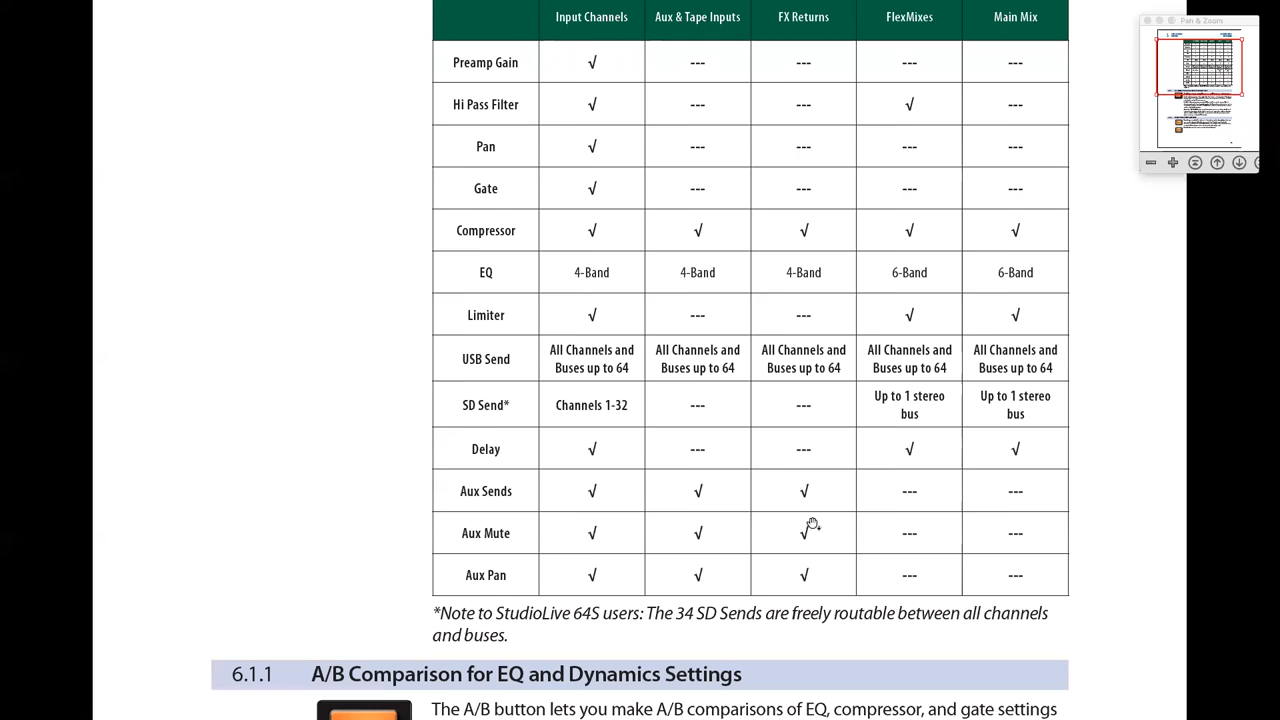 Input Channels Aux & Tape Inputs FX Returns FlexMixes Main Mix
Pan & Zoom
Preamp Gain √ --- --- --- ---
Hi Pass Filter √ --- --- √ ---
Pan √ --- --- --- ---
Gate √ --- --- --- ---
Compressor √ √ √ √ √
EQ 4-Band 4-Band 4-Band 6-Band 6-Band
Limiter √ --- --- √ √
USB Send All Channels and Buses up to 64 All Channels and Buses up to 64 All Channels and Buses up to 64 All Channels and Buses up to 64 All Channels and Buses up to 64
SD Send* Channels 1-32 --- --- Up to 1 stereo bus Up to 1 stereo bus
Delay √ --- --- √ √
Aux Sends √ √ √ --- ---
Aux Mute √ √ √ --- ---
Aux Pan √ √ √ --- ---
*Note to StudioLive 64S users: The 34 SD Sends are freely routable between all channels
and buses.
6.1.1 A/B Comparison for EQ and Dynamics Settings
The A/B button lets you make A/B comparisons of EQ, compressor, and gate settings